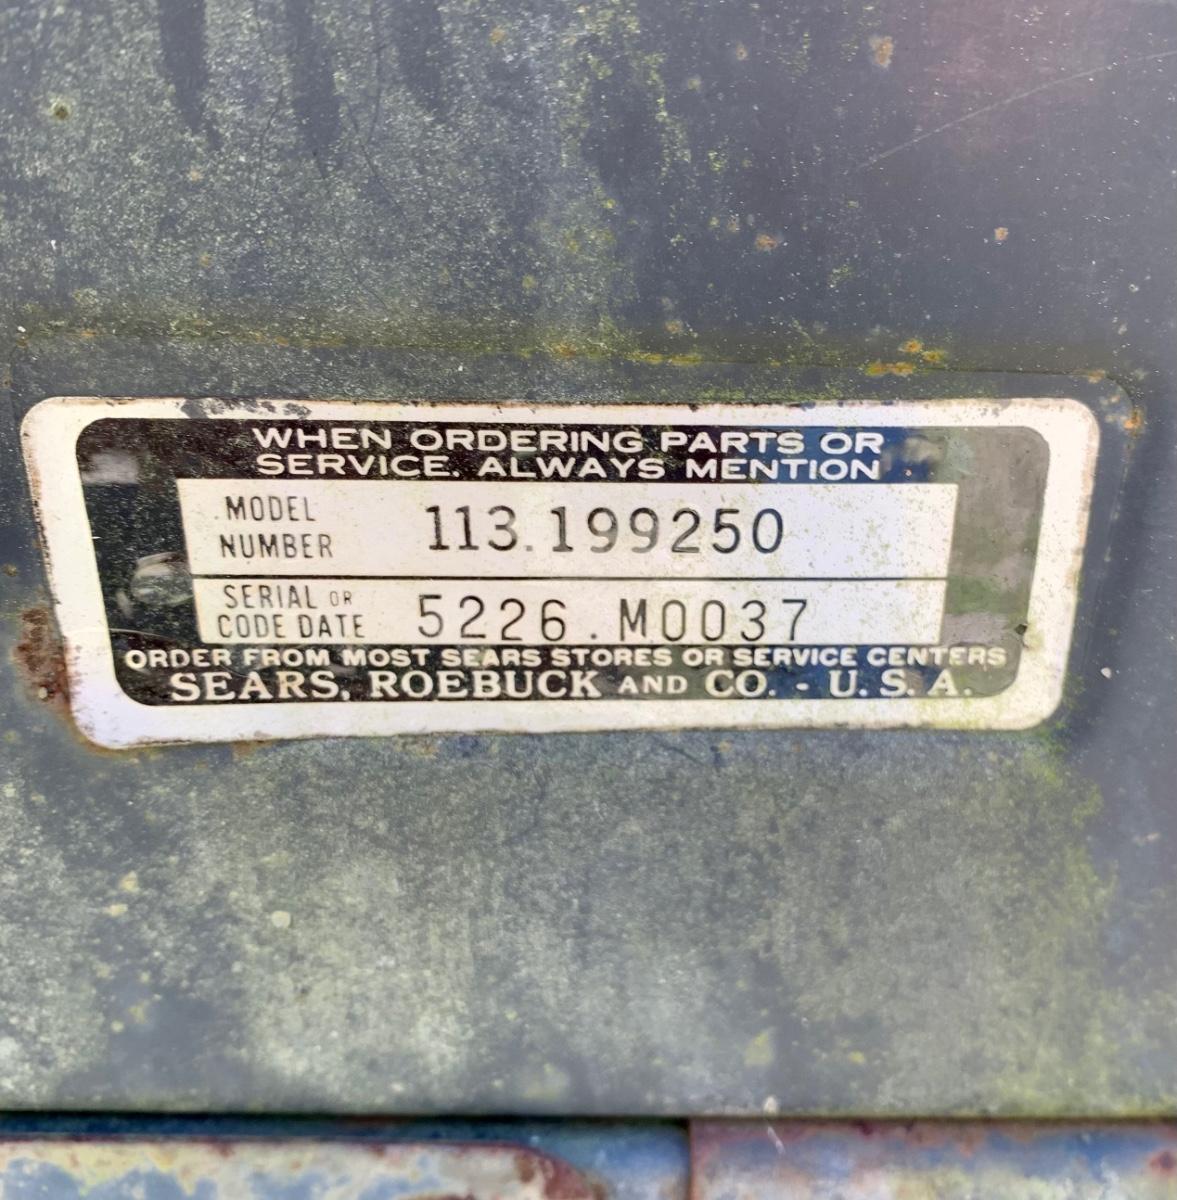 WHEN ORDERING PARTS OR
SERVICE. ALWAYS MENTION
MODEL NUMBER 113.199250
SERIAL OR CODE DATE 5226.M0037
ORDER FROM MOST SEARS STORES OR SERVICE CENTERS
SEARS, ROEBUCK AND CO. - U.S.A.